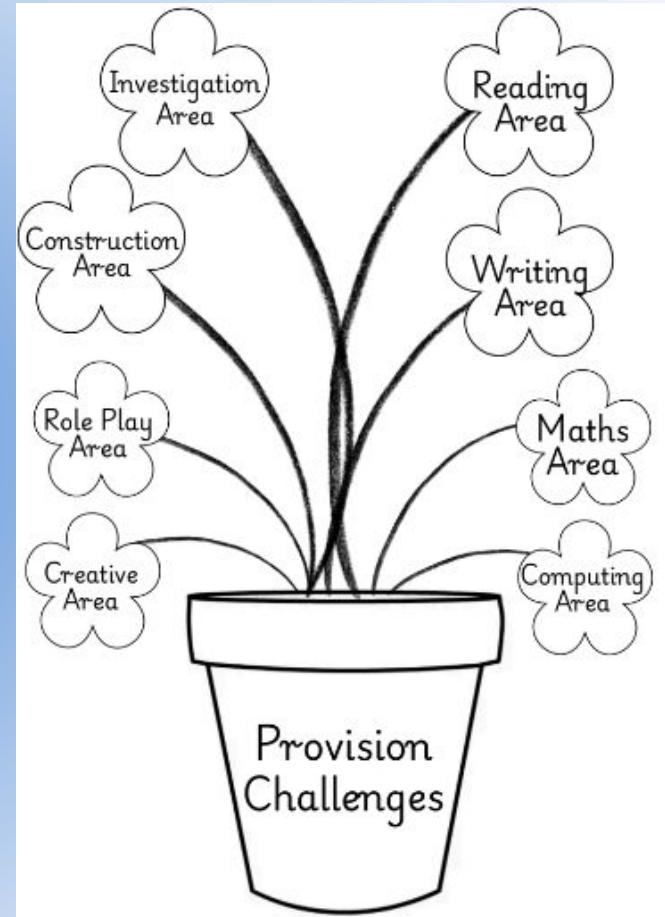 Investigation
Area
Reading
Area
Construction
Area
Writing
Area
Role Play
Area
Maths
Area
Creative
Area
Computing
Area
Provision
Challenges